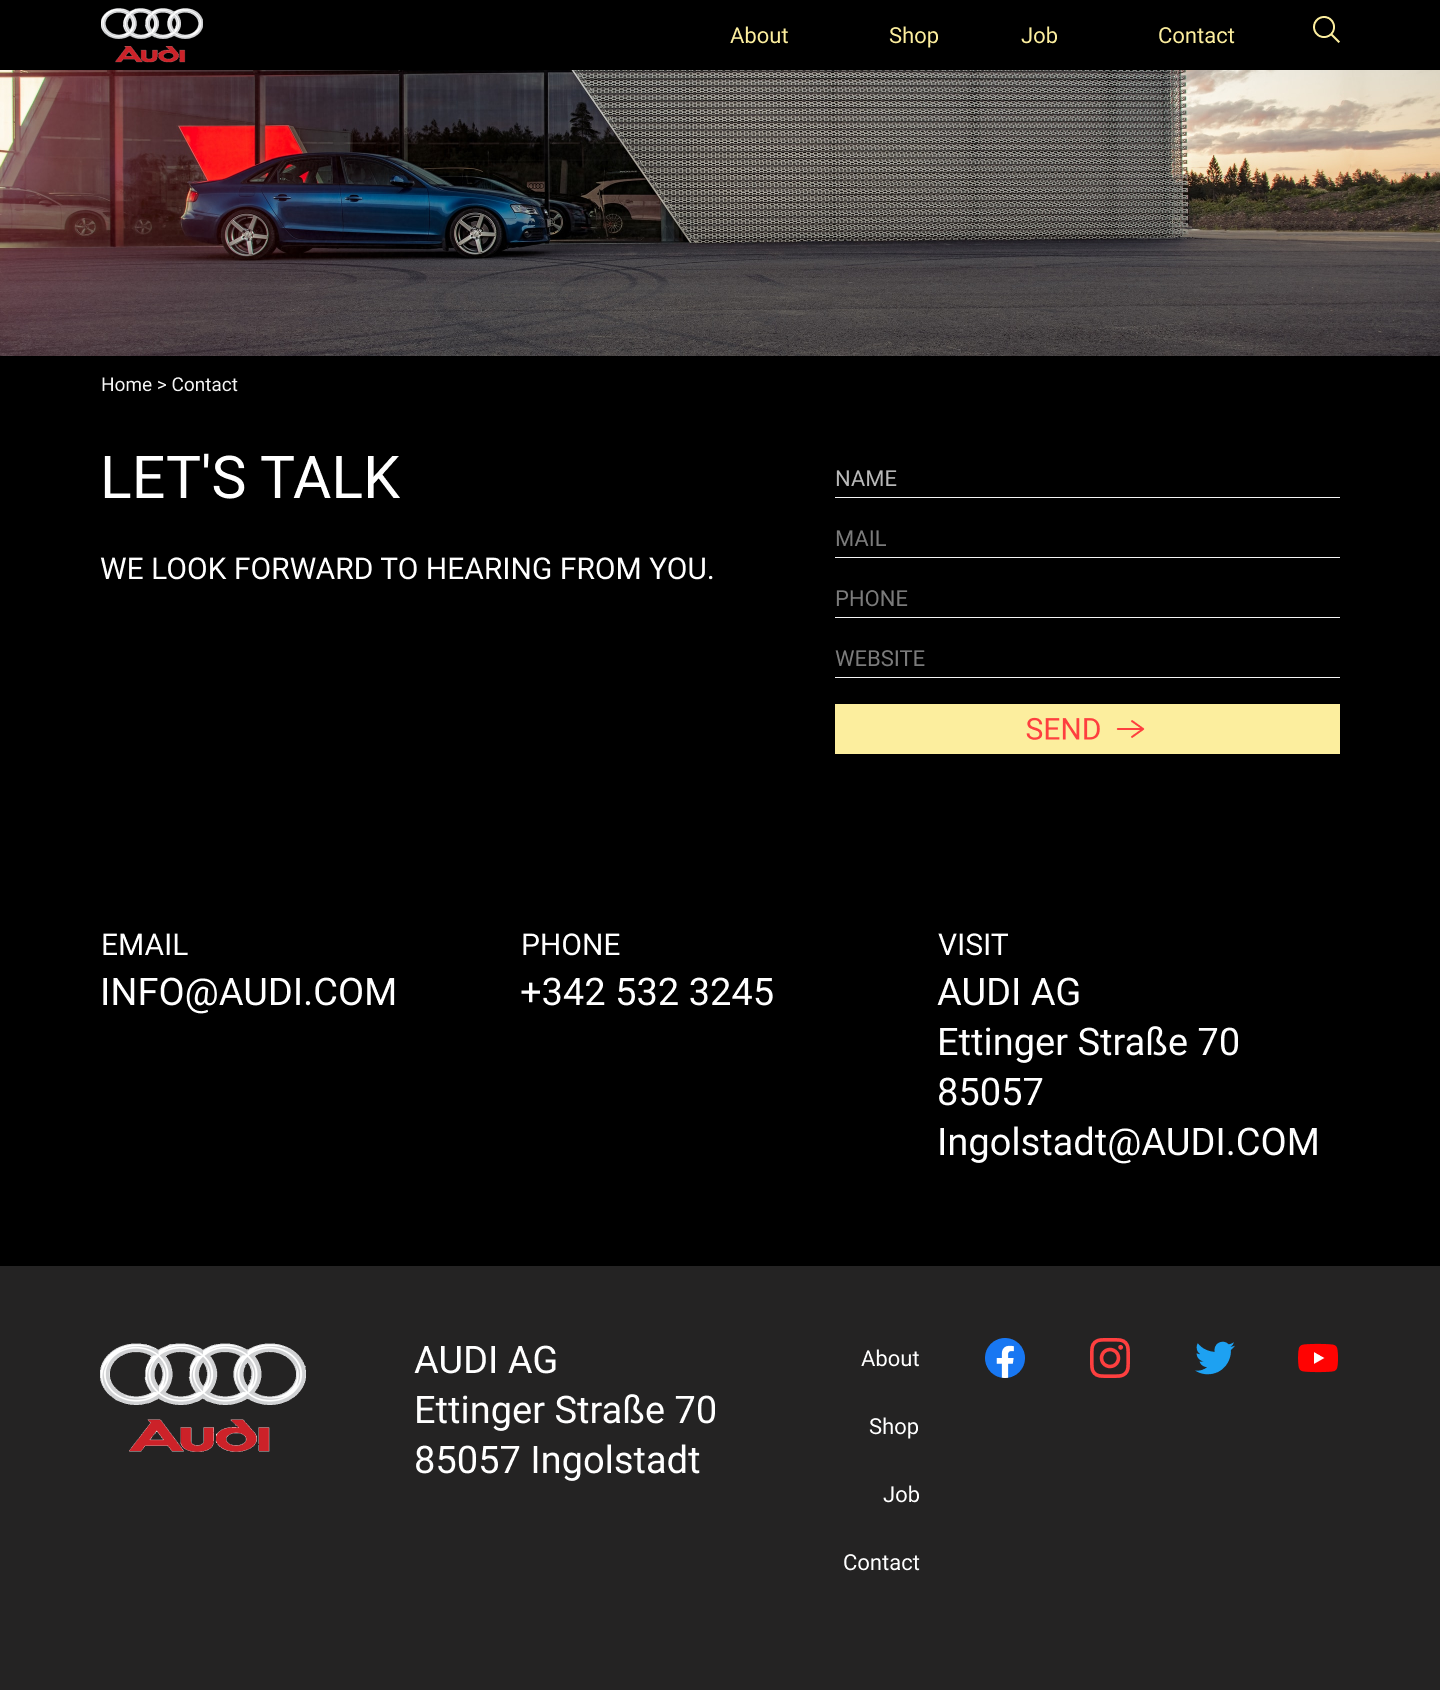 Audi
About Shop Job Contact
Home > Contact
LET'S TALK
WE LOOK FORWARD TO HEARING FROM YOU.
NAME
MAIL
PHONE
WEBSITE
SEND
EMAIL
INFO@AUDI.COM
PHONE
+342 532 3245
VISIT
AUDI AG
Ettinger Straße 70
85057
Ingolstadt@AUDI.COM
Audi
AUDI AG
Ettinger Straße 70
85057 Ingolstadt
About
Shop
Job
Contact